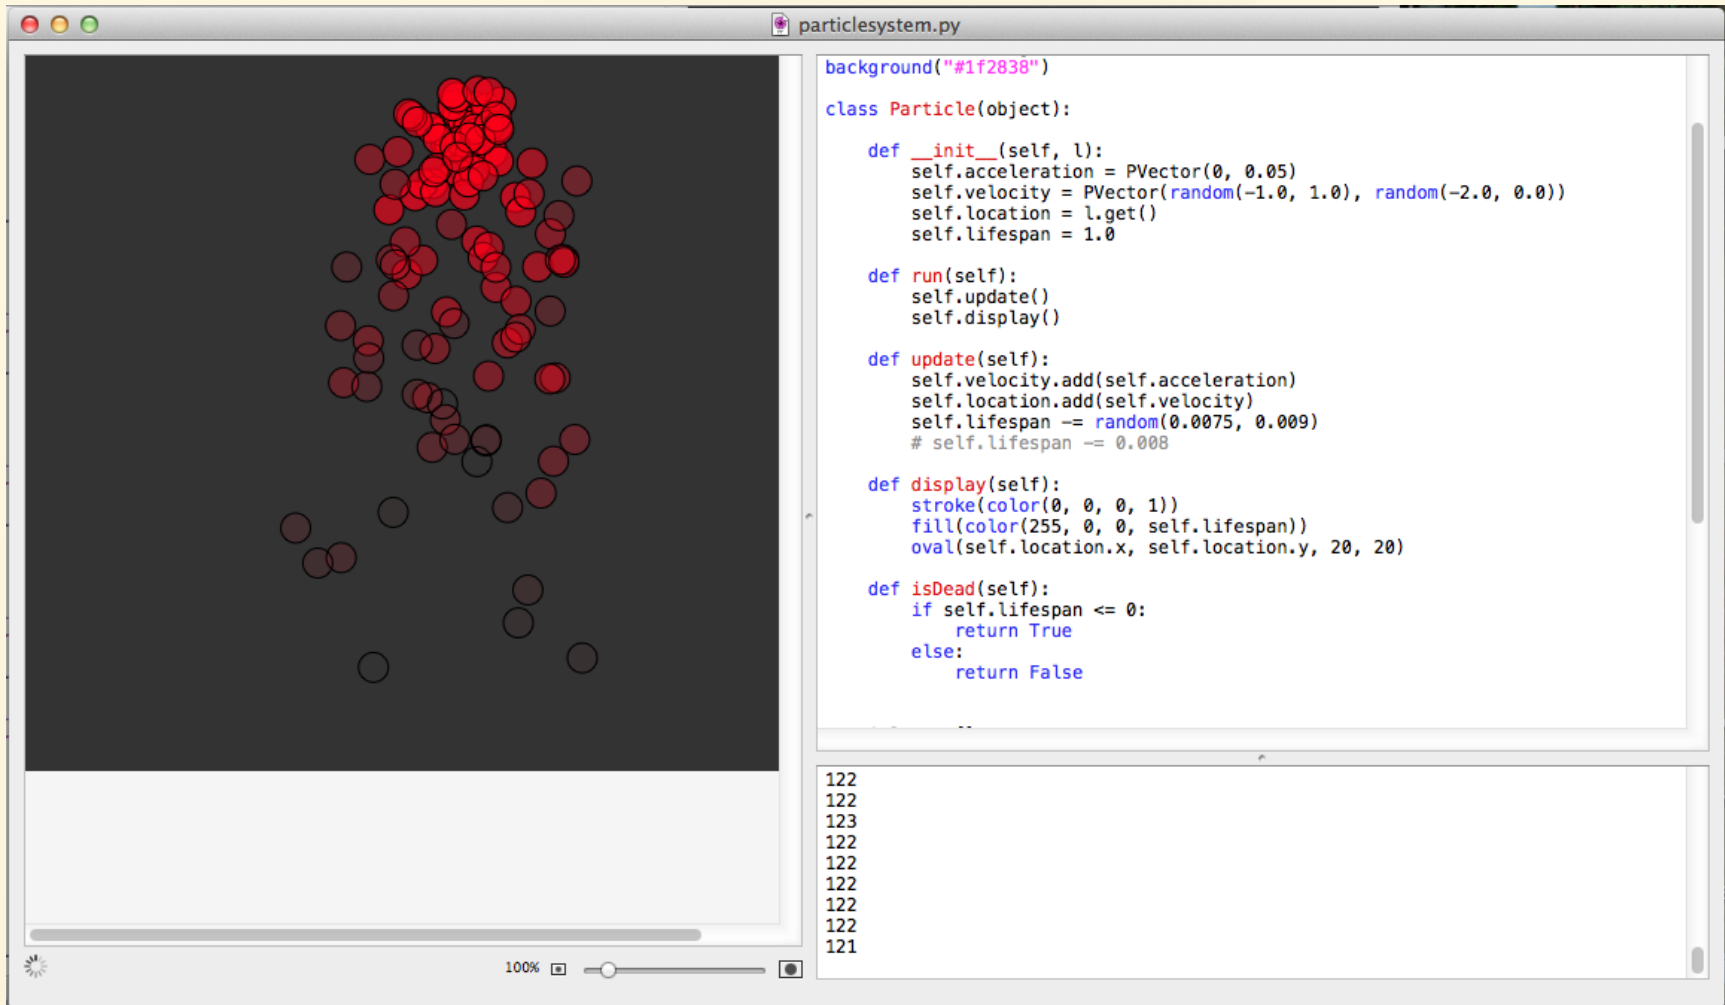 particlesystem.py
background("#1f2838")
class Particle(object):
    def __init__(self, l):
        self.acceleration = PVector(0, 0.05)
        self.velocity = PVector(random(-1.0, 1.0), random(-2.0, 0.0))
        self.location = l.get()
        self.lifespan = 1.0
    def run(self):
        self.update()
        self.display()
    def update(self):
        self.velocity.add(self.acceleration)
        self.location.add(self.velocity)
        self.lifespan -= random(0.0075, 0.009)
        # self.lifespan -= 0.008
    def display(self):
        stroke(color(0, 0, 0, 1))
        fill(color(255, 0, 0, self.lifespan))
        oval(self.location.x, self.location.y, 20, 20)
    def isDead(self):
        if self.lifespan <= 0:
            return True
        else:
            return False
122
122
123
122
122
122
122
122
121
100%